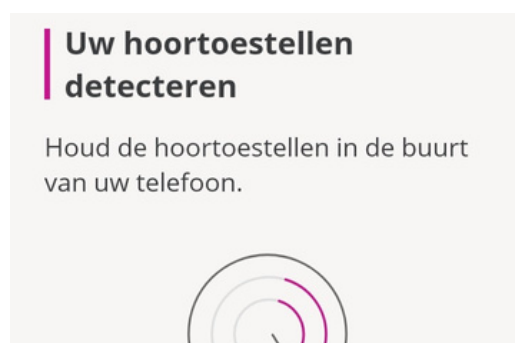 Uw hoortoestellen
detecteren
Houd de hoortoestellen in de buurt
van uw telefoon.